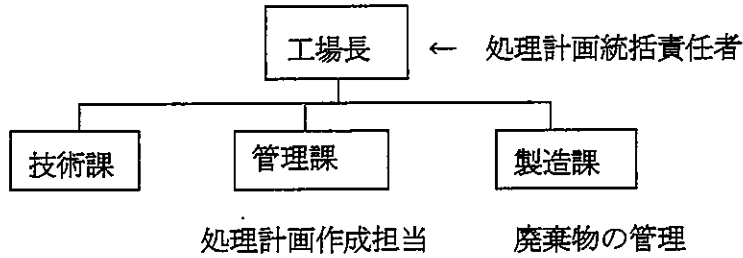 工場長 ← 処理計画統括責任者
技術課 管理課 製造課
処理計画作成担当 廃棄物の管理